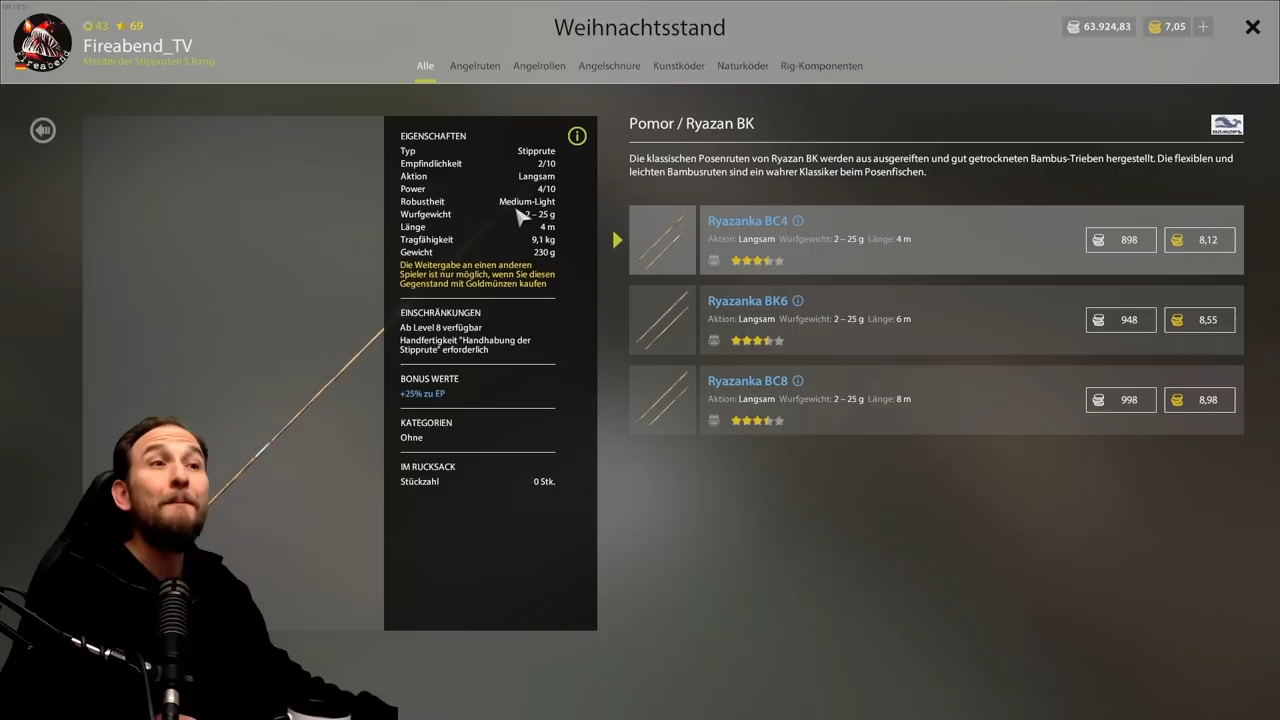 43 69
Fireabend_TV
Meister der Stippruten 5 Rang
Weihnachtsstand
63.924,83 7,05
Alle Angelruten Angelrollen Angelschnüre Kunstköder Naturköder Rig-Komponenten
EIGENSCHAFTEN
Typ Stipprute
Empfindlichkeit 2/10
Aktion Langsam
Power 4/10
Robustheit Medium-Light
Wurfgewicht 2 – 25 g
Länge 4 m
Tragfähigkeit 9,1 kg
Gewicht 230 g
Die Weitergabe an einen anderen
Spieler ist nur möglich, wenn Sie diesen
Gegenstand mit Goldmünzen kaufen
EINSCHRÄNKUNGEN
Ab Level 8 verfügbar
Handfertigkeit "Handhabung der
Stipprute" erforderlich
BONUS WERTE
+25% zu EP
KATEGORIEN
Ohne
IM RUCKSACK
Stückzahl 0 Stk.
Pomor / Ryazan BK
Die klassischen Posenruten von Ryazan BK werden aus ausgereiften und gut getrockneten Bambus-Trieben hergestellt. Die flexiblen und
leichten Bambusruten sind ein wahrer Klassiker beim Posenfischen.
Ryazanka BC4
Aktion: Langsam Wurfgewicht: 2 – 25 g Länge: 4 m
898 8,12
Ryazanka BK6
Aktion: Langsam Wurfgewicht: 2 – 25 g Länge: 6 m
948 8,55
Ryazanka BC8
Aktion: Langsam Wurfgewicht: 2 – 25 g Länge: 8 m
998 8,98